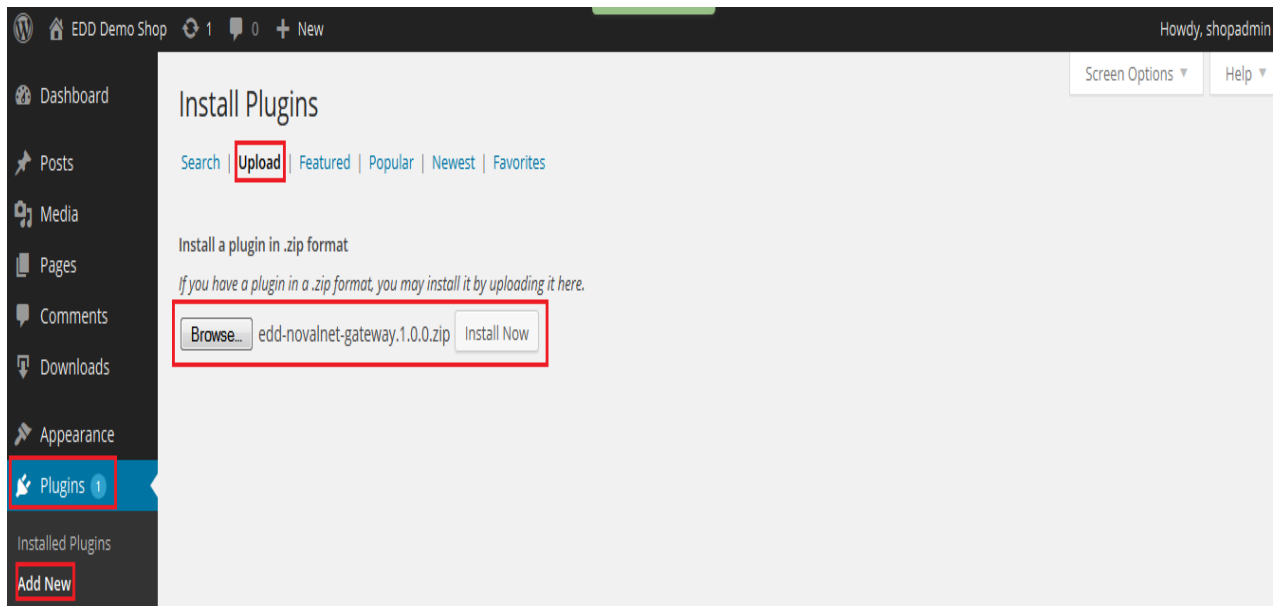 EDD Demo Shop 1 0 + New Howdy, shopadmin
Screen Options Help
Dashboard
Posts
Media
Pages
Comments
Downloads
Appearance
Plugins 1
Installed Plugins
Add New
Install Plugins
Search | Upload | Featured | Popular | Newest | Favorites
Install a plugin in .zip format
If you have a plugin in a .zip format, you may install it by uploading it here.
Browse... edd-novalnet-gateway.1.0.0.zip Install Now